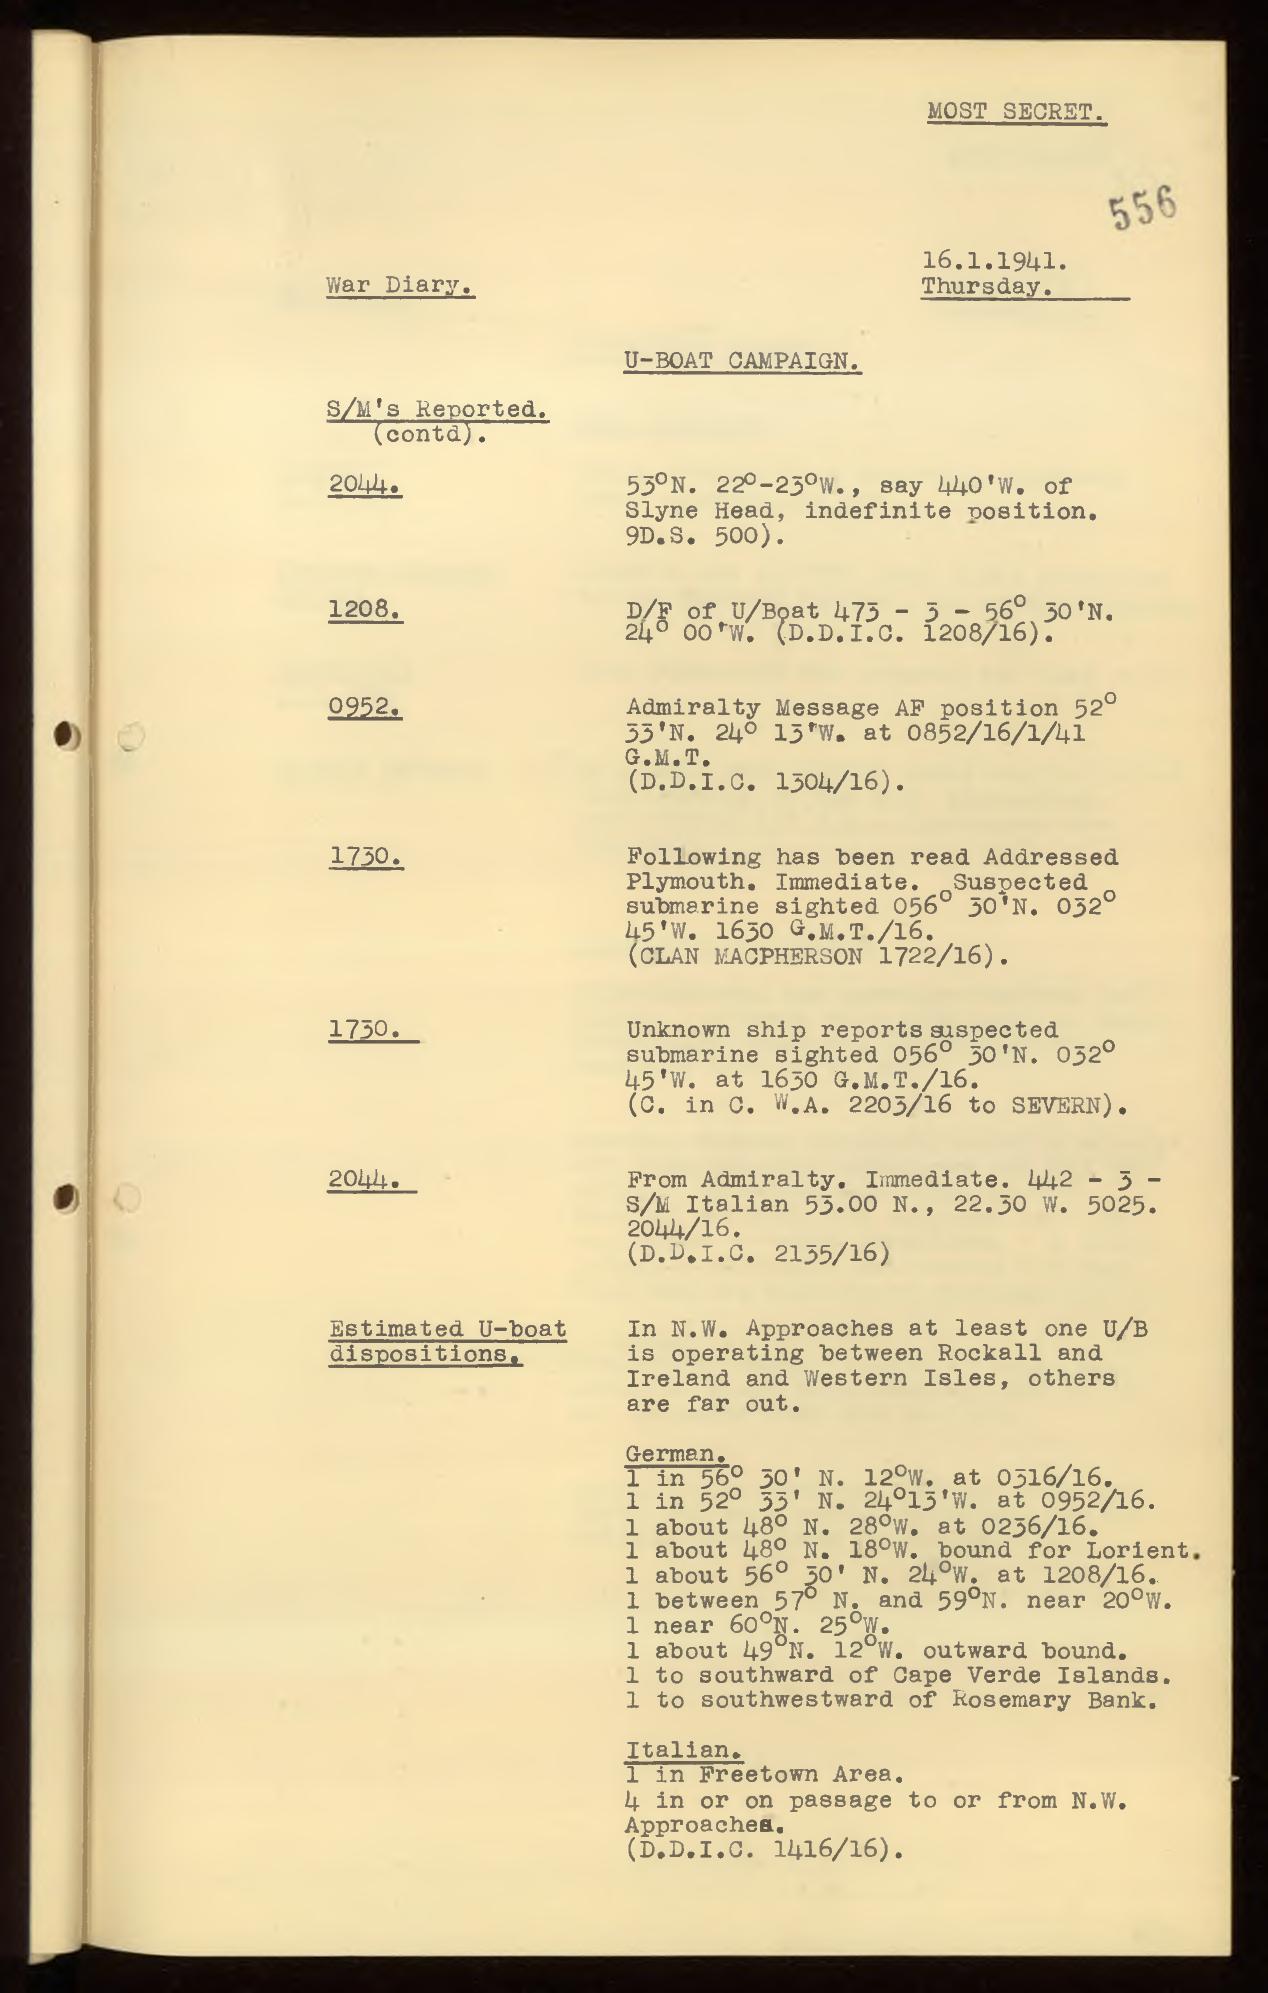 MOST SECRET.
556
16.1.1941.
War Diary.
Thursday.
U-BOAT CAMPAIGN.
S/M's Reported.
(contd).
2044.
53°N. 22°-23°W., say 440'W. of
Slyne Head, indefinite position.
9D.S. 500).
1208.
D/F of U/Boat 473 - 3 - 56° 30'N.
24° 00'W. (D.D.I.C. 1208/16).
0952.
Admiralty Message AF position 52°
33'N. 24° 13'W. at 0852/16/1/41
G.M.T.
(D.D.I.C. 1304/16).
1730.
Following has been read Addressed
Plymouth. Immediate. Suspected
submarine sighted 056° 30'N. 032°
45'W. 1630 G.M.T./16.
(CLAN MACPHERSON 1722/16).
1730.
Unknown ship reports suspected
submarine sighted 056° 30'N. 032°
45'W. at 1630 G.M.T./16.
(C. in C. W.A. 2203/16 to SEVERN).
2044.
From Admiralty. Immediate. 442 - 3 -
S/M Italian 53.00 N., 22.30 W. 5025.
2044/16.
(D.D.I.C. 2135/16)
Estimated U-boat
dispositions.
In N.W. Approaches at least one U/B
is operating between Rockall and
Ireland and Western Isles, others
are far out.
German.
1 in 56° 30' N. 12°W. at 0316/16.
1 in 52° 33' N. 24°13'W. at 0952/16.
1 about 48° N. 28°W. at 0236/16.
1 about 48° N. 18°W. bound for Lorient.
1 about 56° 30' N. 24°W. at 1208/16.
1 between 57° N. and 59°N. near 20°W.
1 near 60°N. 25°W.
1 about 49°N. 12°W. outward bound.
1 to southward of Cape Verde Islands.
1 to southwestward of Rosemary Bank.
Italian.
1 in Freetown Area.
4 in or on passage to or from N.W.
Approaches.
(D.D.I.C. 1416/16).